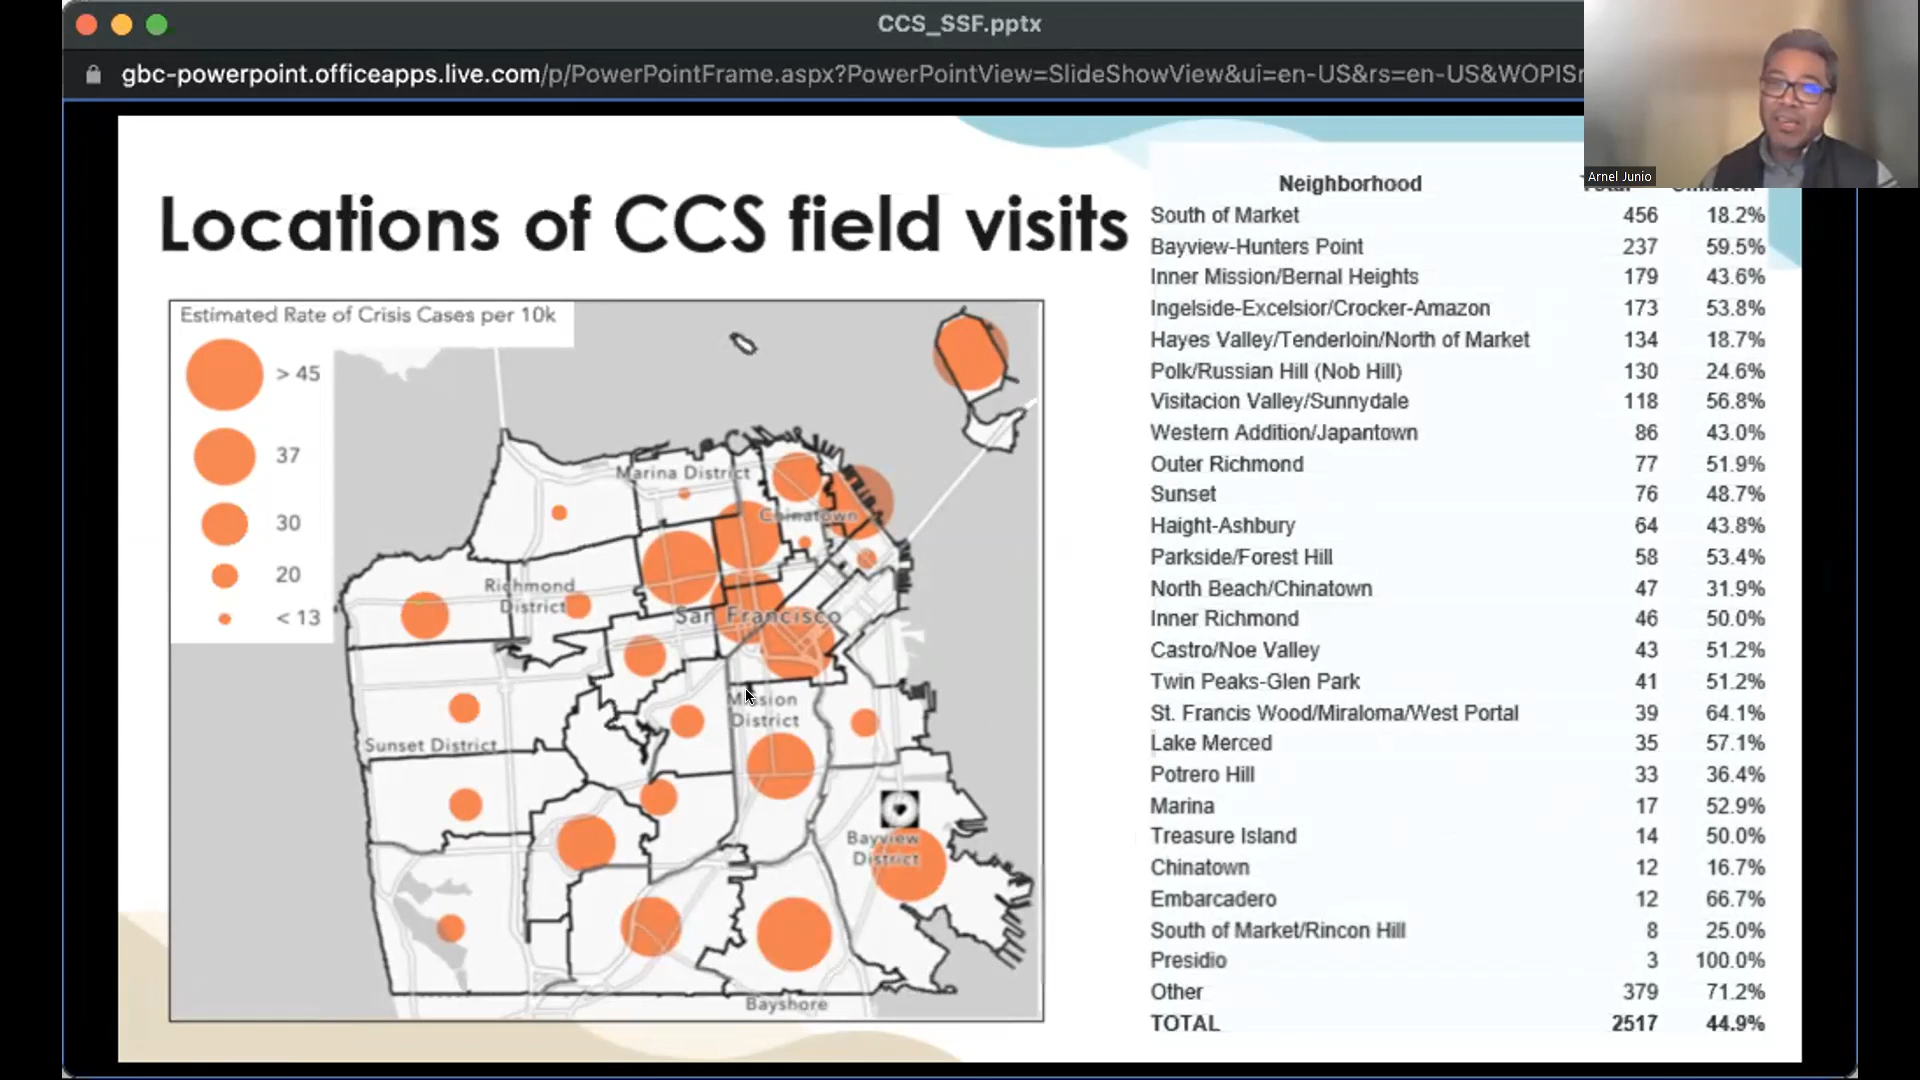 CCS_SSF.pptx
gbc-powerpoint.officeapps.live.com/p/PowerPointFrame.aspx?PowerPointView=SlideShowView&ui=en-US&rs=en-US&WOPISr
Arnel Junio
Locations of CCS field visits
Estimated Rate of Crisis Cases per 10k
> 45
37
30
20
< 13
Marina District
Chinatown
Richmond
District
San Francisco
Mission
District
Sunset District
Bayview
District
Bayshore
Neighborhood Total Children
South of Market 456 18.2%
Bayview-Hunters Point 237 59.5%
Inner Mission/Bernal Heights 179 43.6%
Ingelside-Excelsior/Crocker-Amazon 173 53.8%
Hayes Valley/Tenderloin/North of Market 134 18.7%
Polk/Russian Hill (Nob Hill) 130 24.6%
Visitacion Valley/Sunnydale 118 56.8%
Western Addition/Japantown 86 43.0%
Outer Richmond 77 51.9%
Sunset 76 48.7%
Haight-Ashbury 64 43.8%
Parkside/Forest Hill 58 53.4%
North Beach/Chinatown 47 31.9%
Inner Richmond 46 50.0%
Castro/Noe Valley 43 51.2%
Twin Peaks-Glen Park 41 51.2%
St. Francis Wood/Miraloma/West Portal 39 64.1%
Lake Merced 35 57.1%
Potrero Hill 33 36.4%
Marina 17 52.9%
Treasure Island 14 50.0%
Chinatown 12 16.7%
Embarcadero 12 66.7%
South of Market/Rincon Hill 8 25.0%
Presidio 3 100.0%
Other 379 71.2%
TOTAL 2517 44.9%